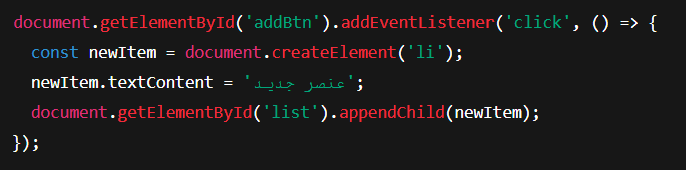 document.getElementById('addBtn').addEventListener('click', () => {
  const newItem = document.createElement('li');
  newItem.textContent = 'عنصر جديد';
  document.getElementById('list').appendChild(newItem);
});